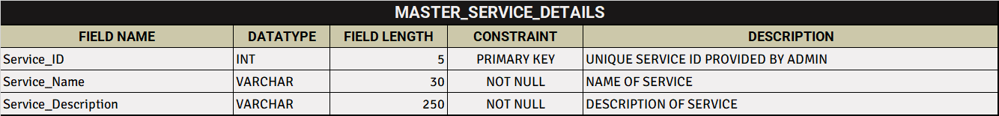 MASTER_SERVICE_DETAILS
FIELD NAME DATATYPE FIELD LENGTH CONSTRAINT DESCRIPTION
Service_ID INT 5 PRIMARY KEY UNIQUE SERVICE ID PROVIDED BY ADMIN
Service_Name VARCHAR 30 NOT NULL NAME OF SERVICE
Service_Description VARCHAR 250 NOT NULL DESCRIPTION OF SERVICE